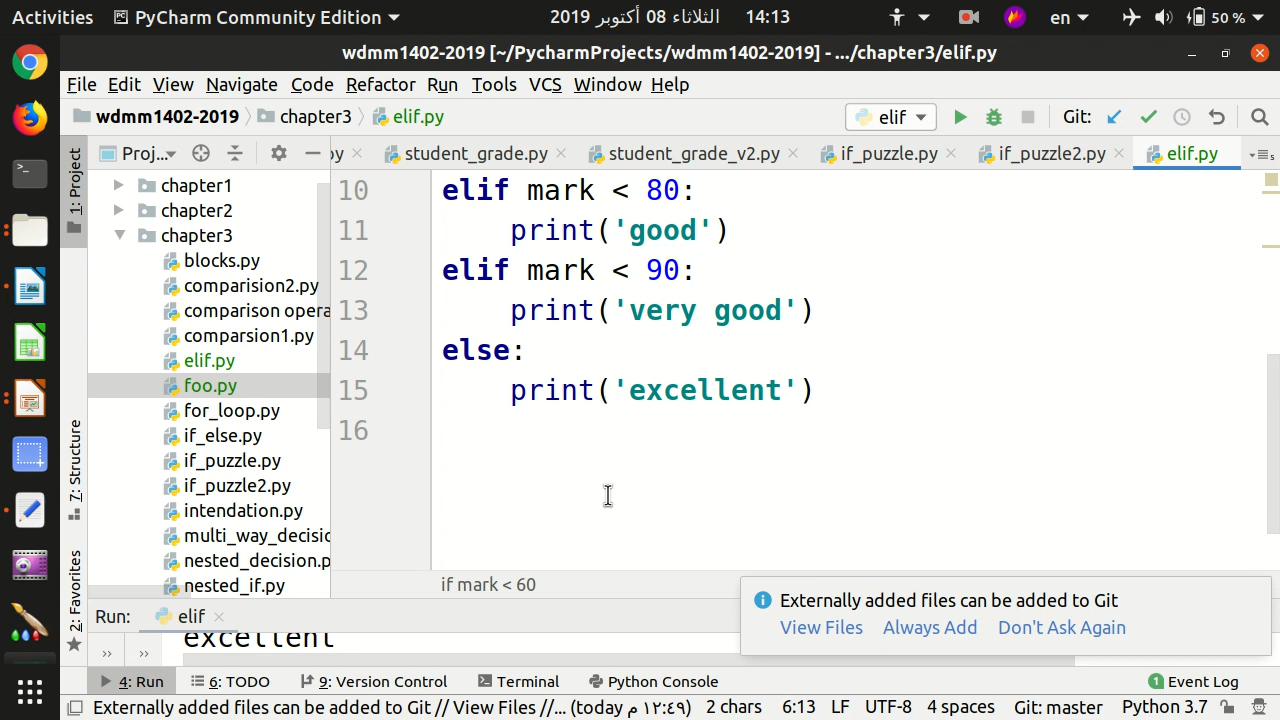 Activities PyCharm Community Edition 2019 الثلاثاء 08 أكتوبر 14:13 en 50 %
wdmm1402-2019 [~/PycharmProjects/wdmm1402-2019] - .../chapter3/elif.py
File Edit View Navigate Code Refactor Run Tools VCS Window Help
wdmm1402-2019 chapter3 elif.py elif Git:
1: Project
7: Structure
2: Favorites
Proj...
py student_grade.py student_grade_v2.py if_puzzle.py if_puzzle2.py elif.py
chapter1
chapter2
chapter3
blocks.py
comparision2.py
comparison opera
comparsion1.py
elif.py
foo.py
for_loop.py
if_else.py
if_puzzle.py
if_puzzle2.py
intendation.py
multi_way_decisio
nested_decision.p
nested_if.py
10 elif mark < 80:
11 print('good')
12 elif mark < 90:
13 print('very good')
14 else:
15 print('excellent')
16
if mark < 60
Externally added files can be added to Git
View Files Always Add Don't Ask Again
Run: elif
excellent
4: Run 6: TODO 9: Version Control Terminal Python Console 1 Event Log
Externally added files can be added to Git // View Files //... (today م ١٢:٤٩) 2 chars 6:13 LF UTF-8 4 spaces Git: master Python 3.7